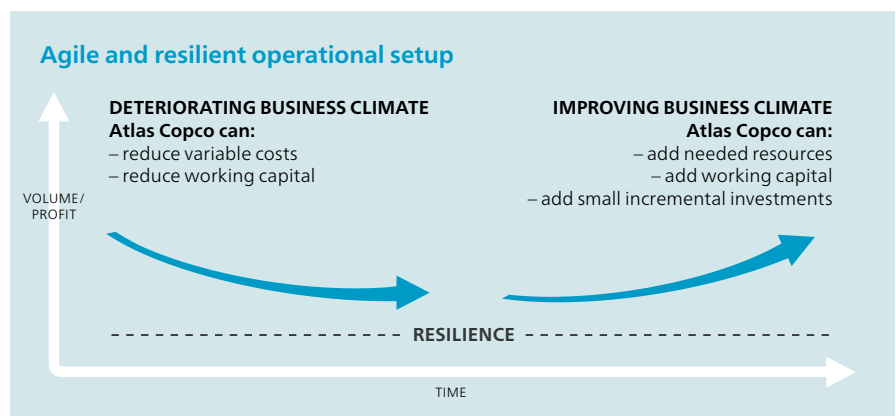 Agile and resilient operational setup
DETERIORATING BUSINESS CLIMATE
Atlas Copco can:
– reduce variable costs
– reduce working capital
IMPROVING BUSINESS CLIMATE
Atlas Copco can:
– add needed resources
– add working capital
– add small incremental investments
VOLUME/
PROFIT
RESILIENCE
TIME